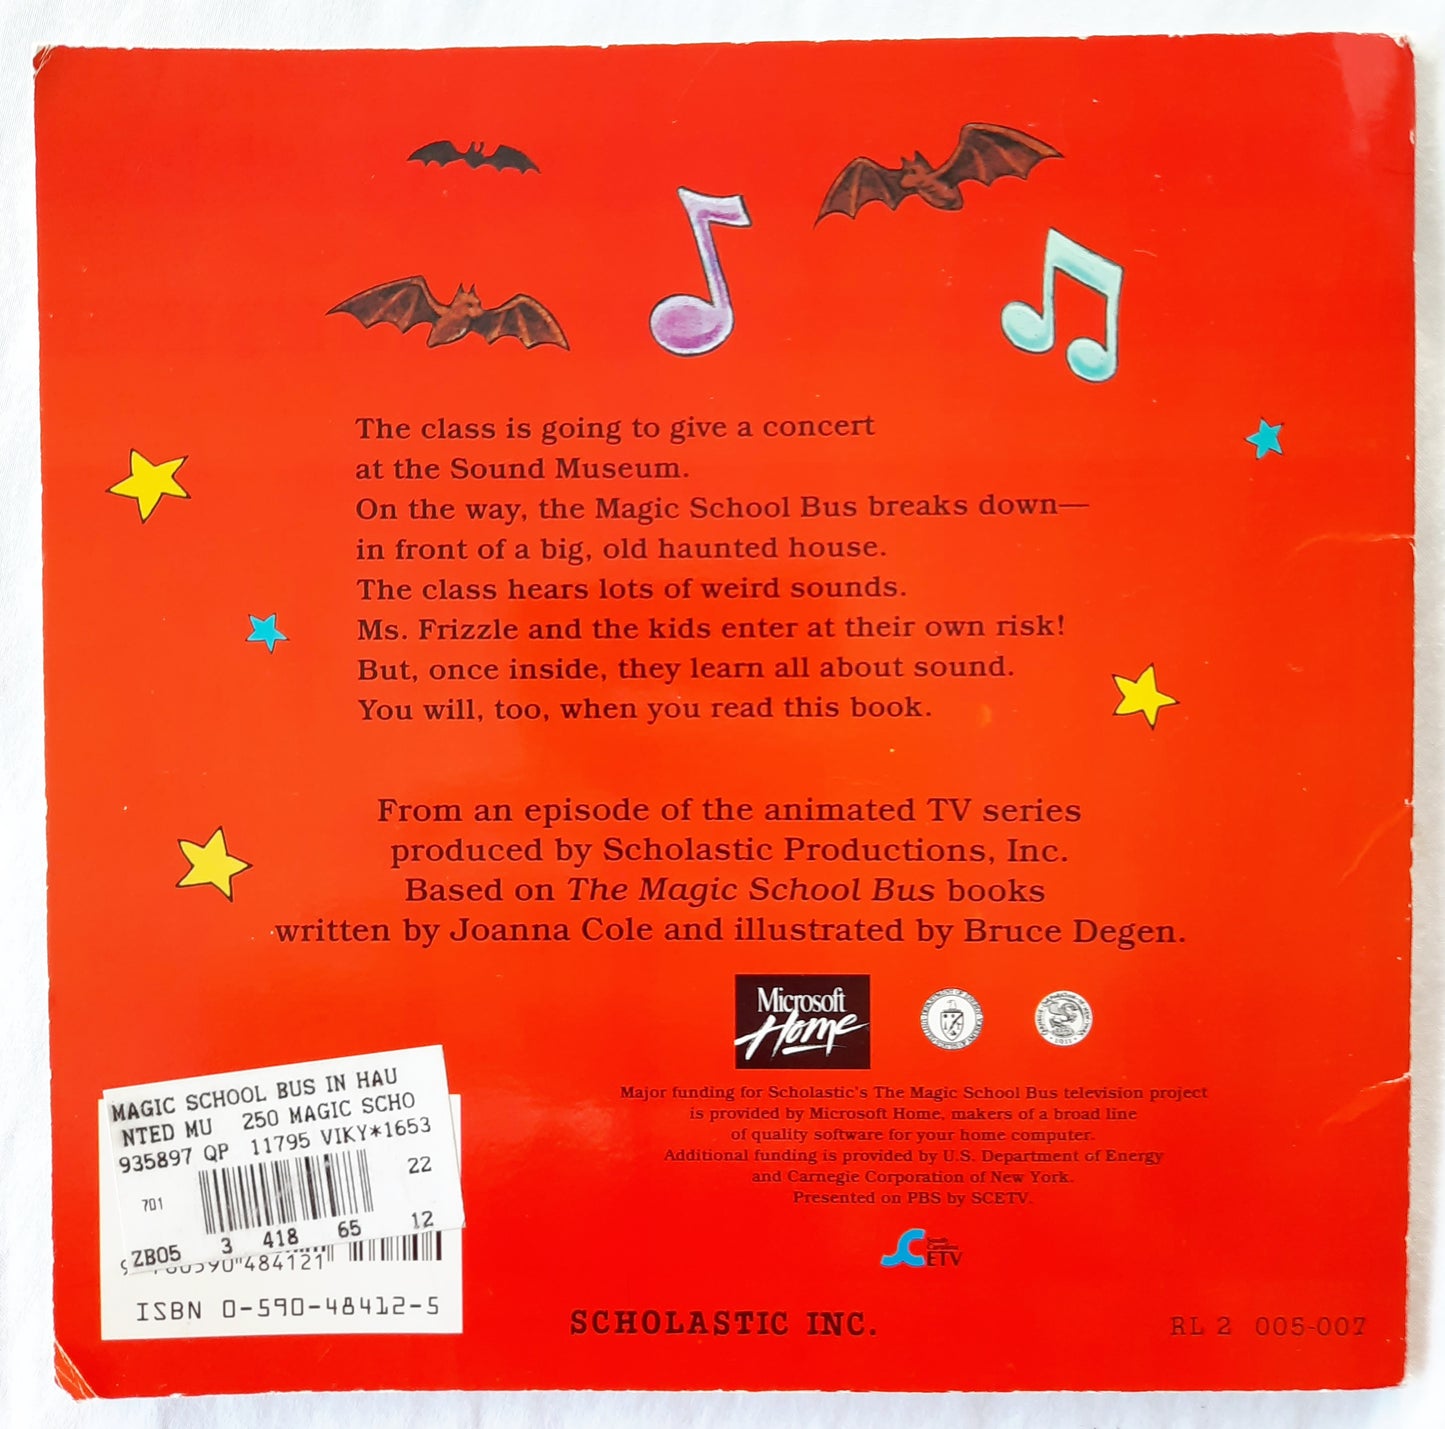 The class is going to give a concert
at the Sound Museum.
On the way, the Magic School Bus breaks down—
in front of a big, old haunted house.
The class hears lots of weird sounds.
Ms. Frizzle and the kids enter at their own risk!
But, once inside, they learn all about sound.
You will, too, when you read this book.
From an episode of the animated TV series
produced by Scholastic Productions, Inc.
Based on The Magic School Bus books
written by Joanna Cole and illustrated by Bruce Degen.
Microsoft
Home
Major funding for Scholastic's The Magic School Bus television project
is provided by Microsoft Home, makers of a broad line
of quality software for your home computer.
Additional funding is provided by U.S. Department of Energy
and Carnegie Corporation of New York.
Presented on PBS by SCETV.
South
Carolina
ETV
MAGIC SCHOOL BUS IN HAU
NTED MU 250 MAGIC SCHO
935897 QP 11795 VIKY*1653
22
701
ZB05 3 418 65 12
484121
ISBN 0-590-48412-5
SCHOLASTIC INC.
RL 2 005-007